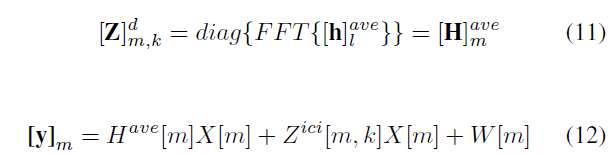 [Z]^d_{m,k} = diag{FFT{[h]^{ave}_l}} = [H]^{ave}_m (11)
[y]_m = H^{ave}[m]X[m] + Z^{ici}[m, k]X[m] + W[m] (12)